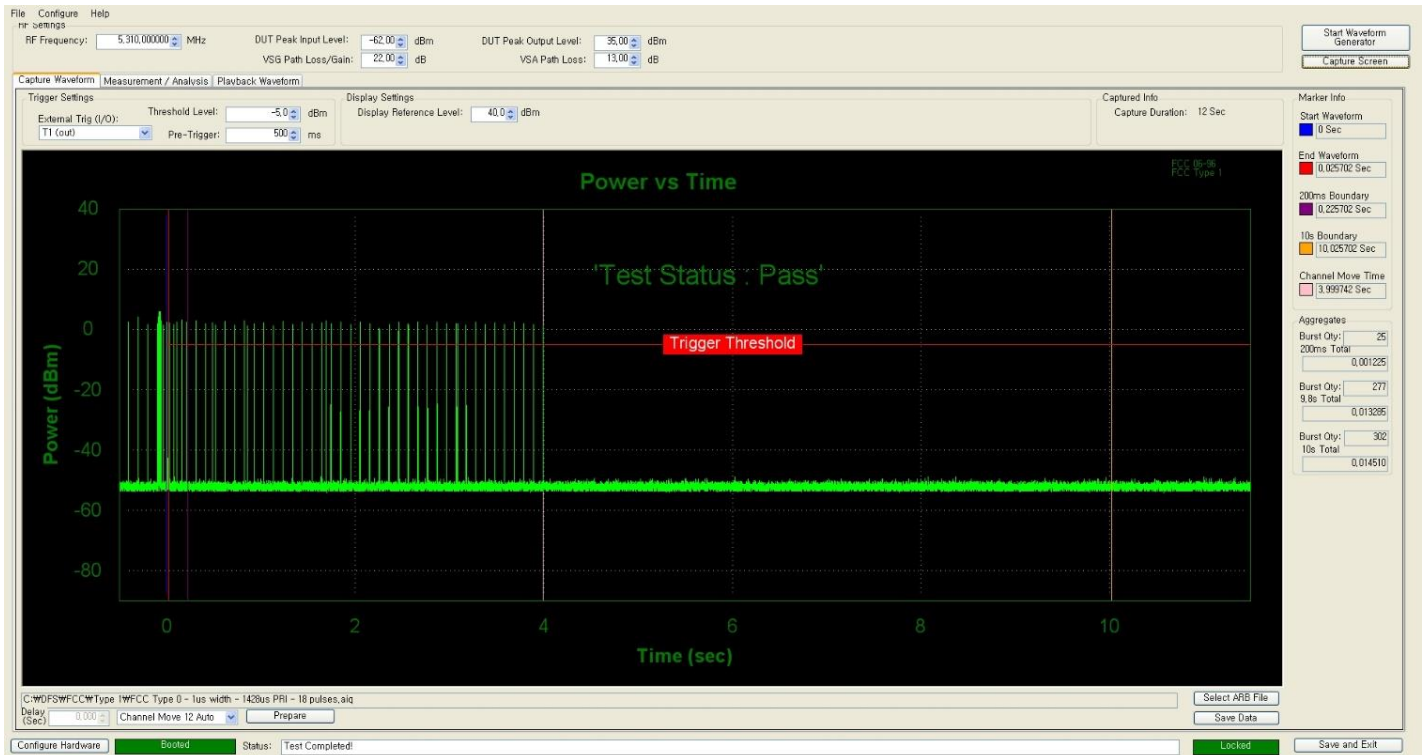 File Configure Help
RF Settings
RF Frequency: 5,310,000000 MHz DUT Peak Input Level: -62,00 dBm DUT Peak Output Level: 35,00 dBm
VSG Path Loss/Gain: 22,00 dB VSA Path Loss: 13,00 dB
Start Waveform Generator
Capture Screen
Capture Waveform Measurement / Analysis Playback Waveform
Trigger Settings
External Trig (I/O):
T1 (out)
Threshold Level: -5,0 dBm
Pre-Trigger: 500 ms
Display Settings
Display Reference Level: 40,0 dBm
Captured Info
Capture Duration: 12 Sec
Marker Info
Start Waveform
0 Sec
End Waveform
0,025702 Sec
200ms Boundary
0,225702 Sec
10s Boundary
10,025702 Sec
Channel Move Time
3,999742 Sec
Aggregates
Burst Qty: 25
200ms Total
0,001225
Burst Qty: 277
9.8s Total
0,013285
Burst Qty: 302
10s Total
0,014510
FCC 06-96
FCC Type 1
Power vs Time
'Test Status : Pass'
Trigger Threshold
Power (dBm)
40
20
0
-20
-40
-60
-80
0 2 4 6 8 10
Time (sec)
C:₩DFS₩FCC₩Type 1₩FCC Type 0 - 1us width - 1428us PRI - 18 pulses,aiq
Select ARB File
Delay (Sec) 0,000 Channel Move 12 Auto Prepare
Save Data
Configure Hardware Booted Status: Test Completed! Locked Save and Exit